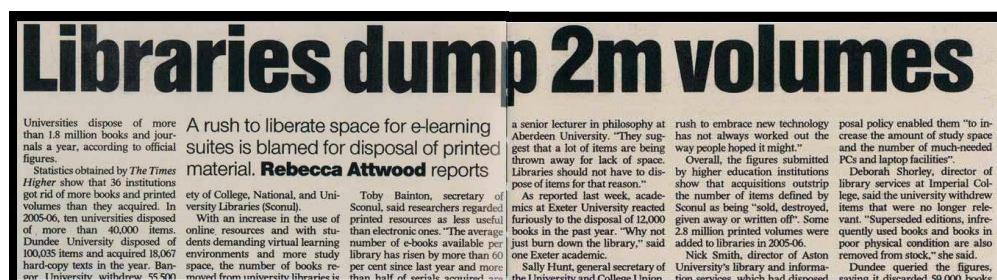 Libraries dump 2m volumes
A rush to liberate space for e-learning
suites is blamed for disposal of printed
material. Rebecca Attwood reports
Universities dispose of more
than 1.8 million books and jour-
nals a year, according to official
figures.
Statistics obtained by The Times
Higher show that 36 institutions
got rid of more books and printed
volumes than they acquired. In
2005-06, ten universities disposed
of more than 40,000 items.
Dundee University disposed of
100,035 items and acquired 18,067
hard-copy texts in the year. Ban-
gor University withdrew 55,500
ety of College, National, and Uni-
versity Libraries (Sconul).
With an increase in the use of
online resources and with stu-
dents demanding virtual learning
environments and more study
space, the number of books re-
moved from university libraries is
Toby Bainton, secretary of
Sconul, said researchers regarded
printed resources as less useful
than electronic ones. "The average
number of e-books available per
library has risen by more than 60
per cent since last year and more
than half of serials acquired are
a senior lecturer in philosophy at
Aberdeen University. "They sug-
gest that a lot of items are being
thrown away for lack of space.
Libraries should not have to dis-
pose of items for that reason."
As reported last week, acade-
mics at Exeter University reacted
furiously to the disposal of 12,000
books in the past year. "Why not
just burn down the library," said
one Exeter academic.
Sally Hunt, general secretary of
the University and College Union,
rush to embrace new technology
has not always worked out the
way people hoped it might."
Overall, the figures submitted
by higher education institutions
show that acquisitions outstrip
the number of items defined by
Sconul as being "sold, destroyed,
given away or written off". Some
2.8 million printed volumes were
added to libraries in 2005-06.
Nick Smith, director of Aston
University's library and informa-
tion services, which had disposed
posal policy enabled them "to in-
crease the amount of study space
and the number of much-needed
PCs and laptop facilities".
Deborah Shorley, director of
library services at Imperial Col-
lege, said the university withdrew
items that were no longer rele-
vant. "Superseded editions, infre-
quently used books and books in
poor physical condition are also
removed from stock," she said.
Dundee queried the figures,
saying it discarded 59,000 books